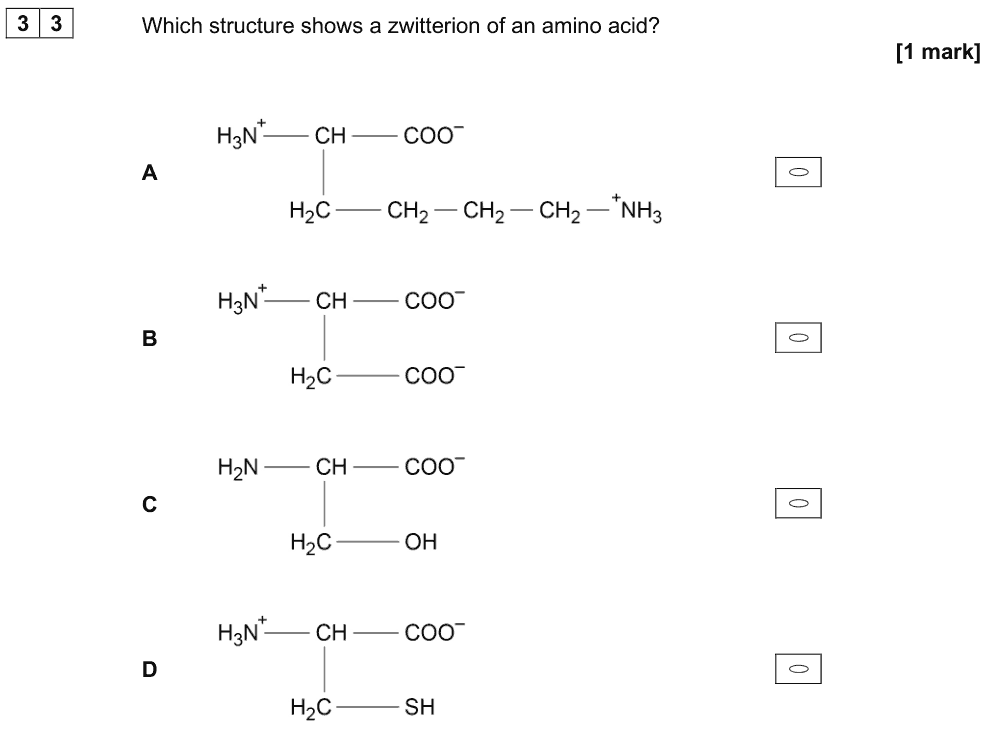 3 3 Which structure shows a zwitterion of an amino acid?
[1 mark]
H₃N⁺ CH COO⁻
A
H₂C CH₂ CH₂ CH₂ ⁺NH₃
H₃N⁺ CH COO⁻
B
H₂C COO⁻
H₂N CH COO⁻
C
H₂C OH
H₃N⁺ CH COO⁻
D
H₂C SH